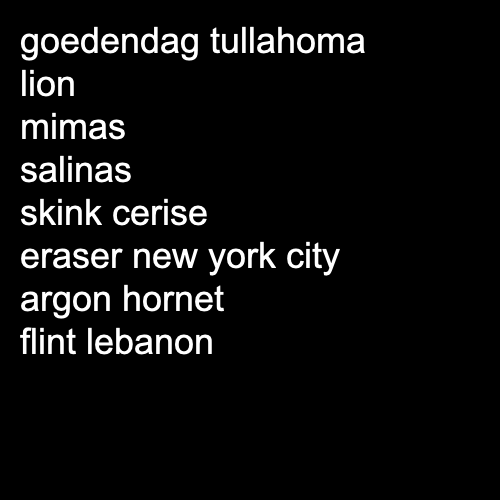 goedendag tullahoma
lion
mimas
salinas
skink cerise
eraser new york city
argon hornet
flint lebanon